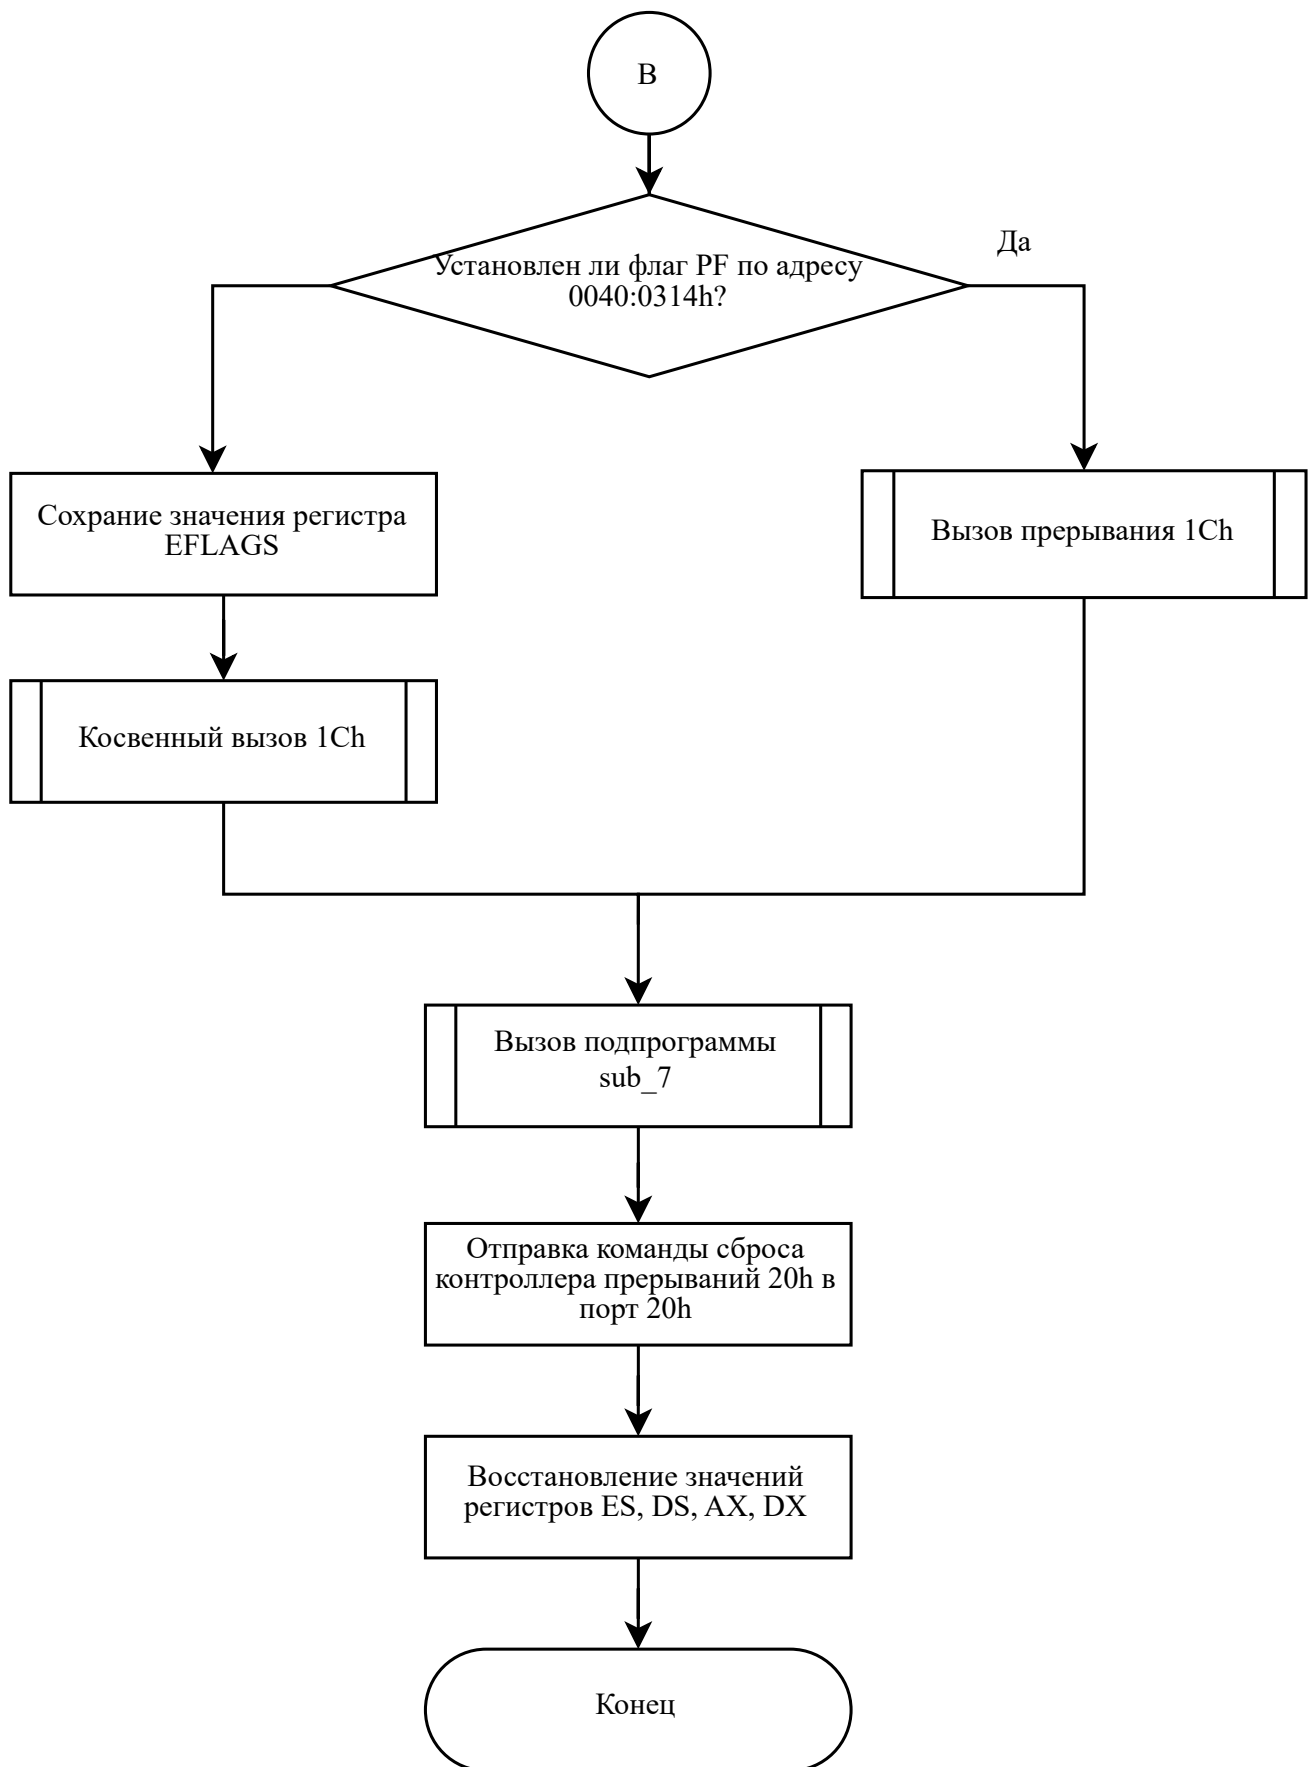 В
Да
Установлен ли флаг PF по адресу
0040:0314h?
Сохрание значения регистра
EFLAGS
Вызов прерывания 1Ch
Косвенный вызов 1Ch
Вызов подпрограммы
sub_7
Отправка команды сброса
контроллера прерываний 20h в
порт 20h
Восстановление значений
регистров ES, DS, AX, DX
Конец